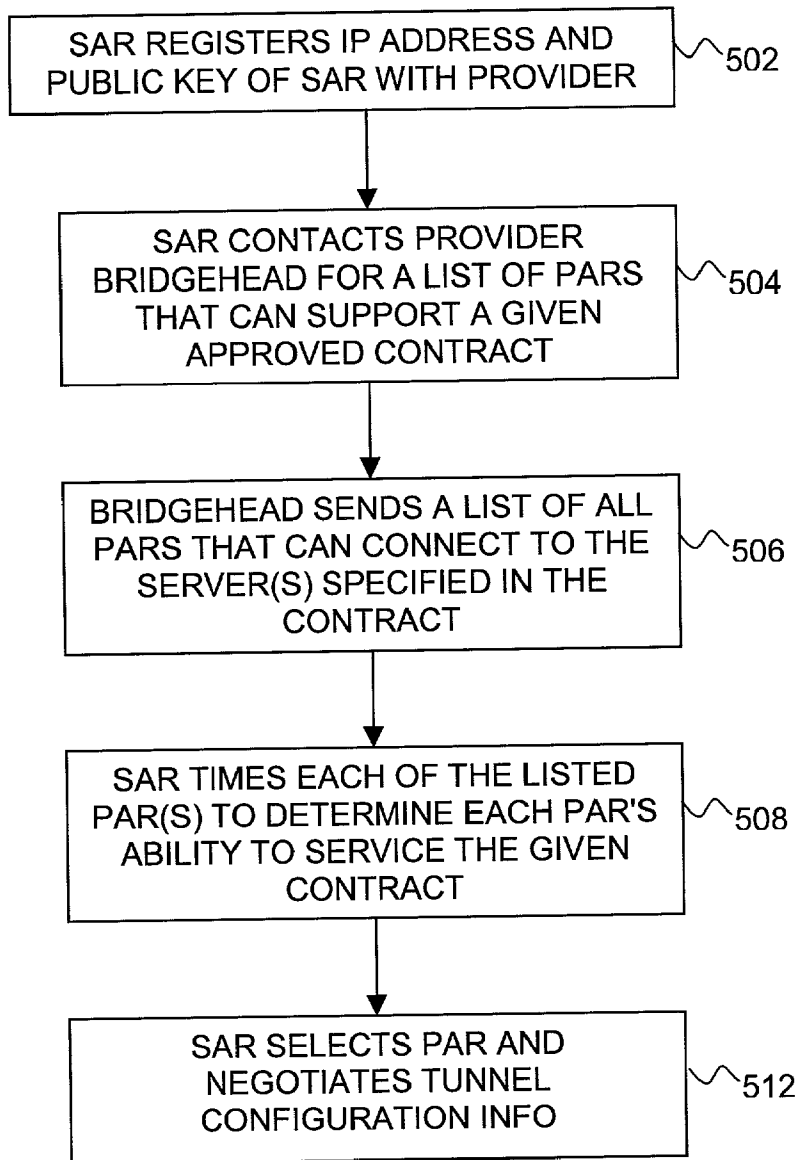 SAR REGISTERS IP ADDRESS AND
PUBLIC KEY OF SAR WITH PROVIDER
502
SAR CONTACTS PROVIDER
BRIDGEHEAD FOR A LIST OF PARS
THAT CAN SUPPORT A GIVEN
APPROVED CONTRACT
504
BRIDGEHEAD SENDS A LIST OF ALL
PARS THAT CAN CONNECT TO THE
SERVER(S) SPECIFIED IN THE
CONTRACT
506
SAR TIMES EACH OF THE LISTED
PAR(S) TO DETERMINE EACH PAR'S
ABILITY TO SERVICE THE GIVEN
CONTRACT
508
SAR SELECTS PAR AND
NEGOTIATES TUNNEL
CONFIGURATION INFO
512